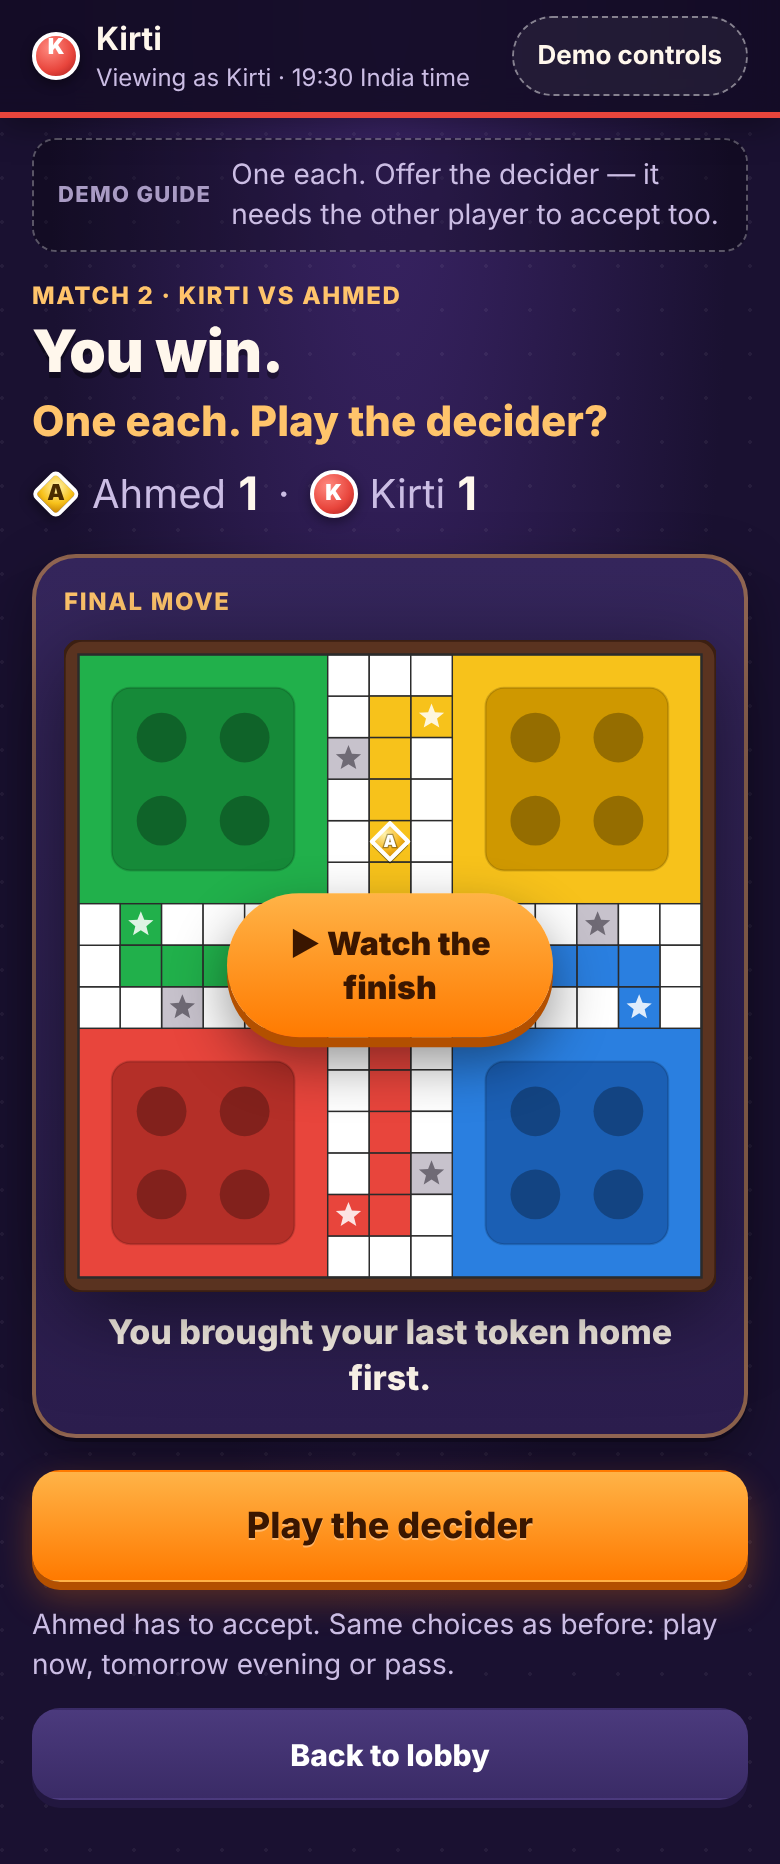 K
Kirti
Viewing as Kirti · 19:30 India time
Demo controls
DEMO GUIDE
One each. Offer the decider — it
needs the other player to accept too.
MATCH 2 · KIRTI VS AHMED
You win.
One each. Play the decider?
A Ahmed 1 · K Kirti 1
FINAL MOVE
A
▶ Watch the
finish
You brought your last token home
first.
Play the decider
Ahmed has to accept. Same choices as before: play
now, tomorrow evening or pass.
Back to lobby